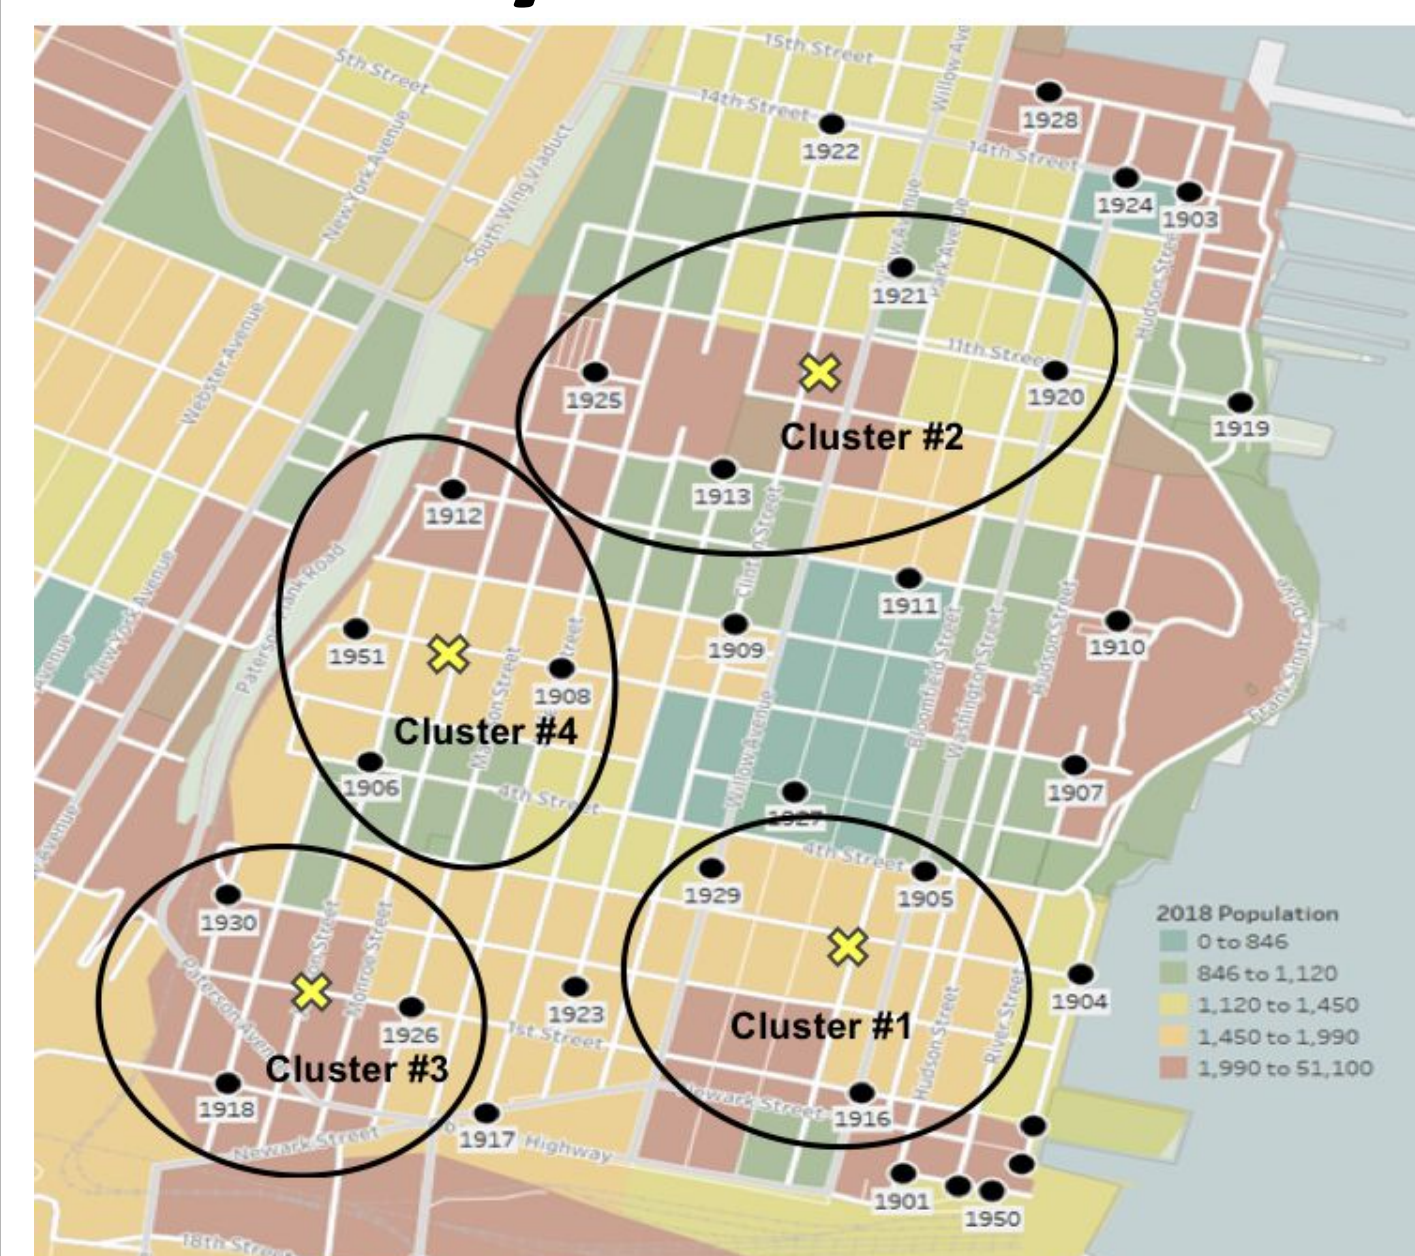 15th Street
Willow Ave
5th Street
14th Street
1928
1922
New York Avenue
South Wing Viaduct
14th Street
1924
1903
Park Avenue
1921
Hudson Street
11th Street
Webster Avenue
1925
1920
Cluster #2
1919
1913
1912
Clinton Street
Paterson Plank Road
New York Avenue
Avenue
1911
1951
1909
1910
Hudson Street
Frank Sinatra Drive
1908
Street
Bloomfield Street
Washington Street
Cluster #4
Willow Avenue
1906
4th Street
1927
1907
Avenue
4th Street
1929
1905
1930
2018 Population
0 to 846
846 to 1,120
1,120 to 1,450
1,450 to 1,990
1,990 to 51,100
Street
Monroe Street
Paterson Avenue
1926
1923
1st Street
Cluster #1
Hudson Street
River Street
1904
Cluster #3
1918
1917
Newark Street
1916
Newark Street
Highway
1901
1950
18th Street